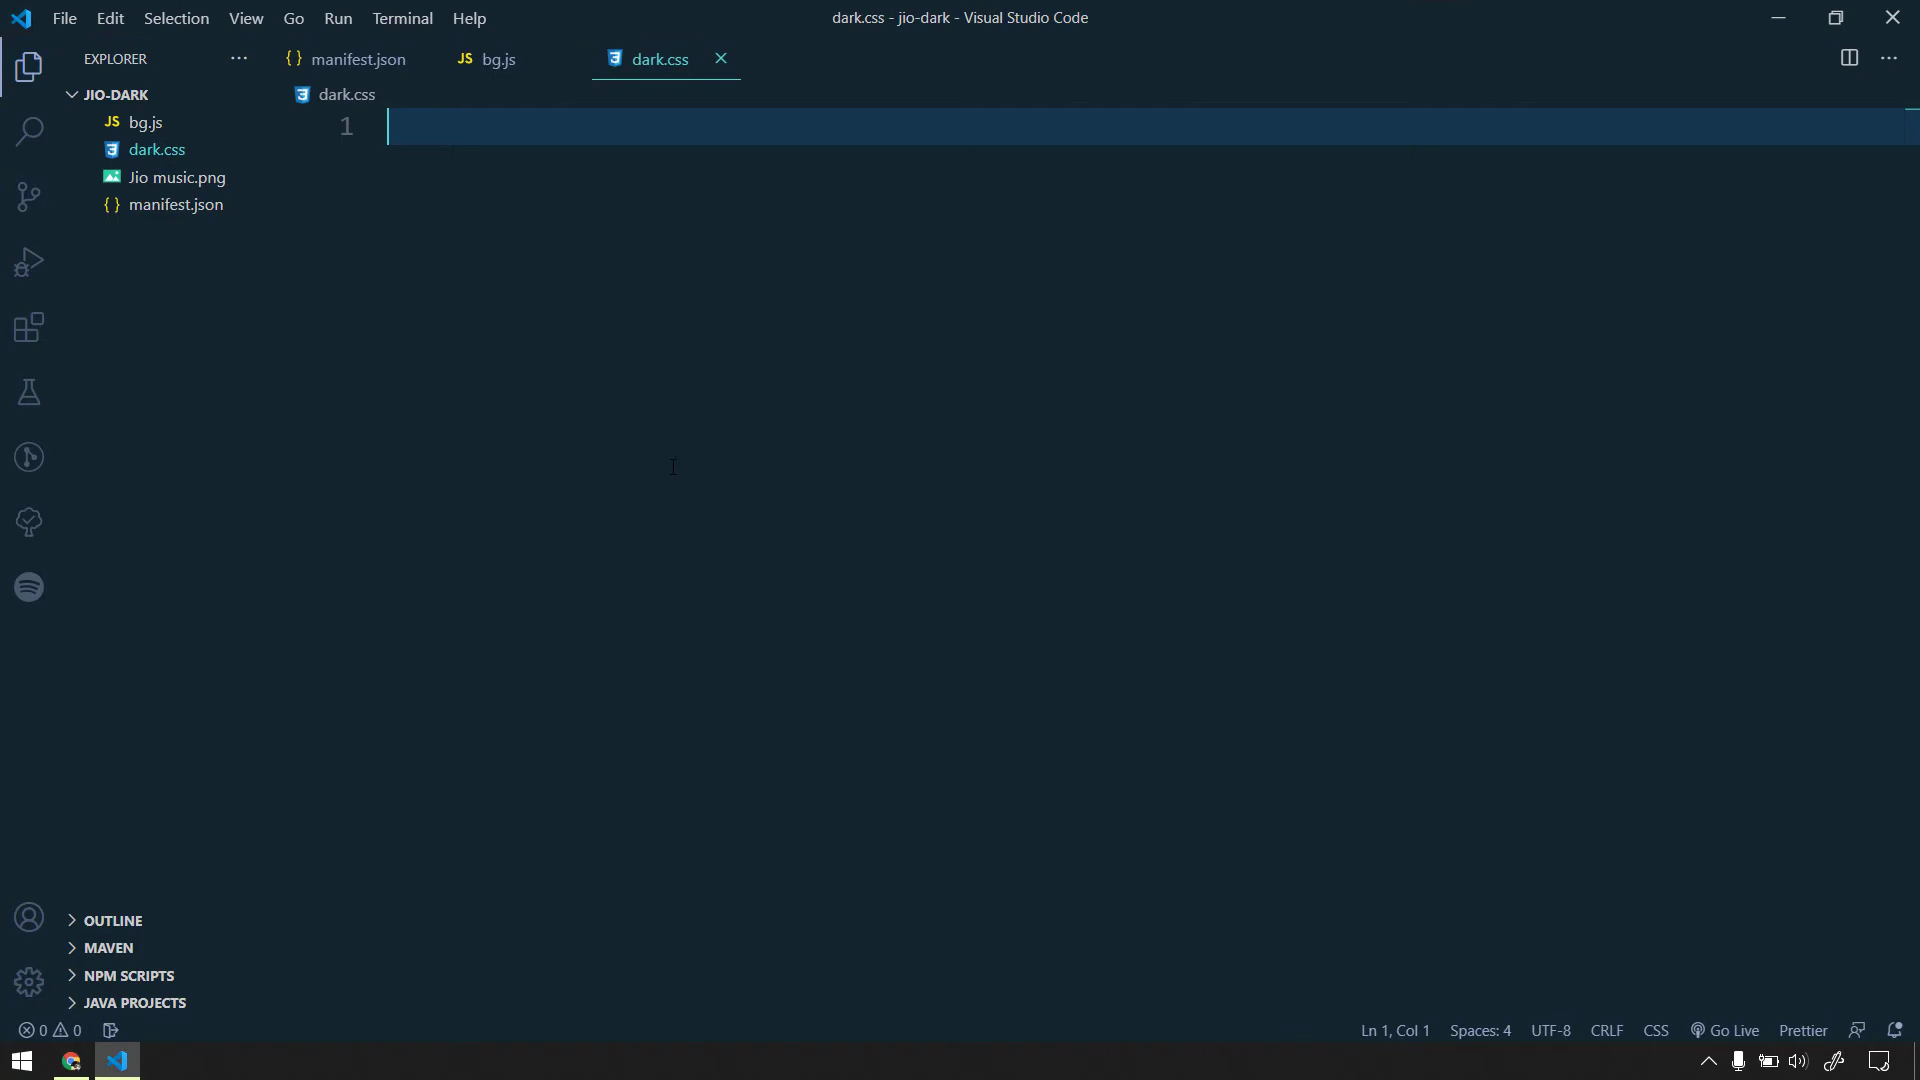 File Edit Selection View Go Run Terminal Help
dark.css - jio-dark - Visual Studio Code
EXPLORER
manifest.json
JS bg.js
dark.css
JIO-DARK
dark.css
JS bg.js
dark.css
Jio music.png
manifest.json
1
OUTLINE
MAVEN
NPM SCRIPTS
JAVA PROJECTS
0 0
Ln 1, Col 1 Spaces: 4 UTF-8 CRLF CSS Go Live Prettier